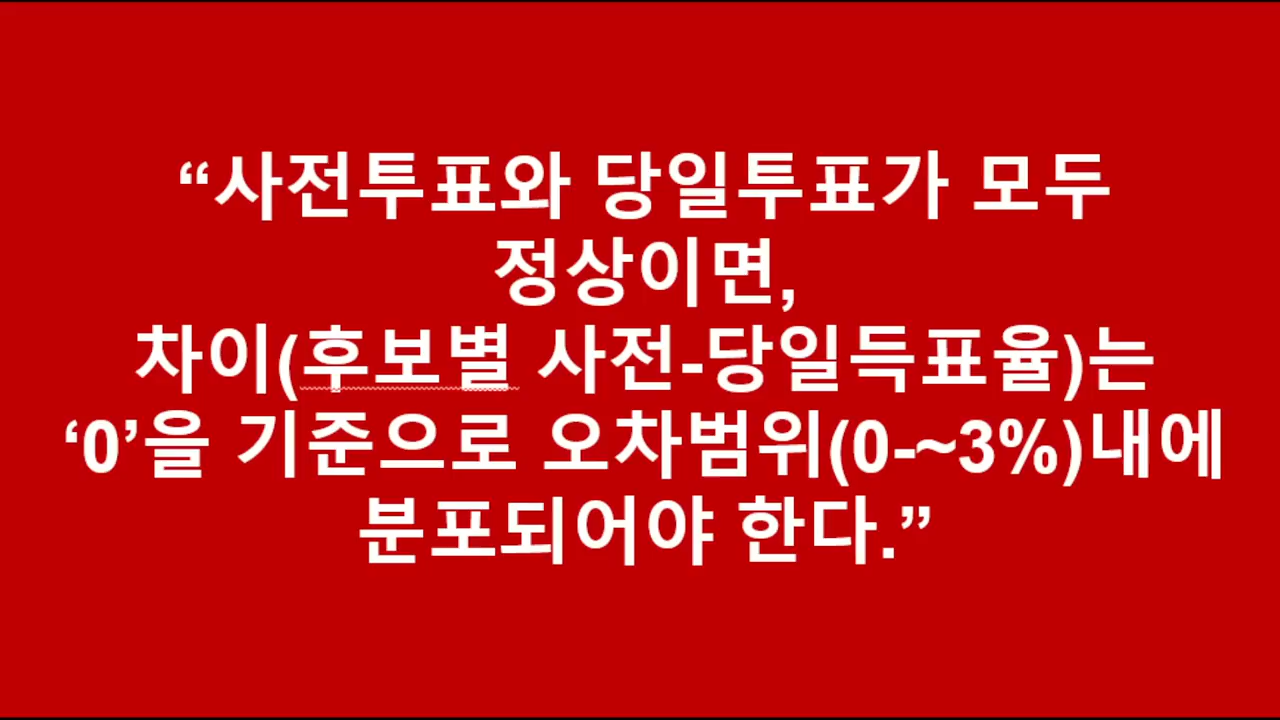 “사전투표와 당일투표가 모두
정상이면,
차이(후보별 사전-당일득표율)는
‘0’을 기준으로 오차범위(0-~3%)내에
분포되어야 한다.”